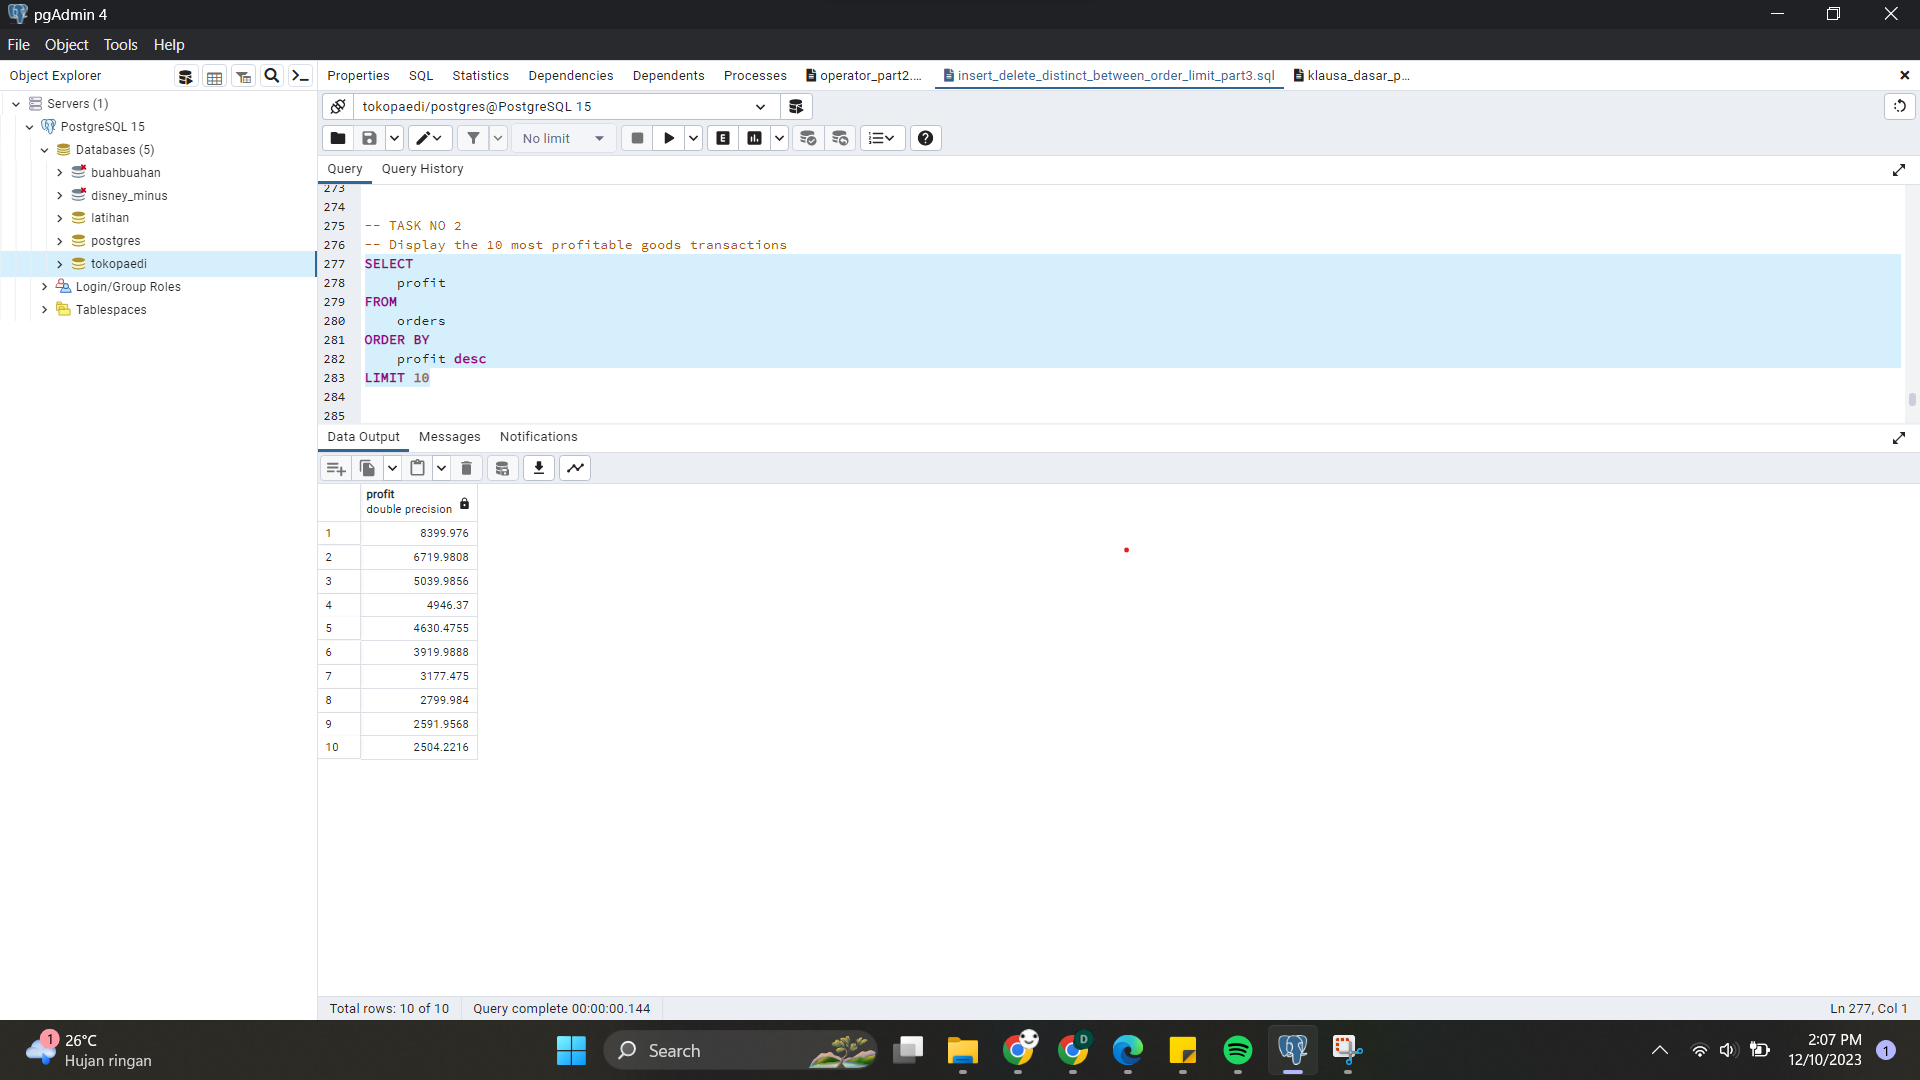 pgAdmin 4
File Object Tools Help
Object Explorer
Properties SQL Statistics Dependencies Dependents Processes operator_part2.... insert_delete_distinct_between_order_limit_part3.sql klausa_dasar_p...
Servers (1)
PostgreSQL 15
Databases (5)
buahbuahan
disney_minus
latihan
postgres
tokopaedi
Login/Group Roles
Tablespaces
tokopaedi/postgres@PostgreSQL 15
No limit
E
Query Query History
273
274
275 -- TASK NO 2
276 -- Display the 10 most profitable goods transactions
277 SELECT
278 profit
279 FROM
280 orders
281 ORDER BY
282 profit desc
283 LIMIT 10
284
285
Data Output Messages Notifications
profit
double precision
1 8399.976
2 6719.9808
3 5039.9856
4 4946.37
5 4630.4755
6 3919.9888
7 3177.475
8 2799.984
9 2591.9568
10 2504.2216
Total rows: 10 of 10 Query complete 00:00:00.144 Ln 277, Col 1
1 26°C
Hujan ringan
Search
D
2:07 PM
12/10/2023
1